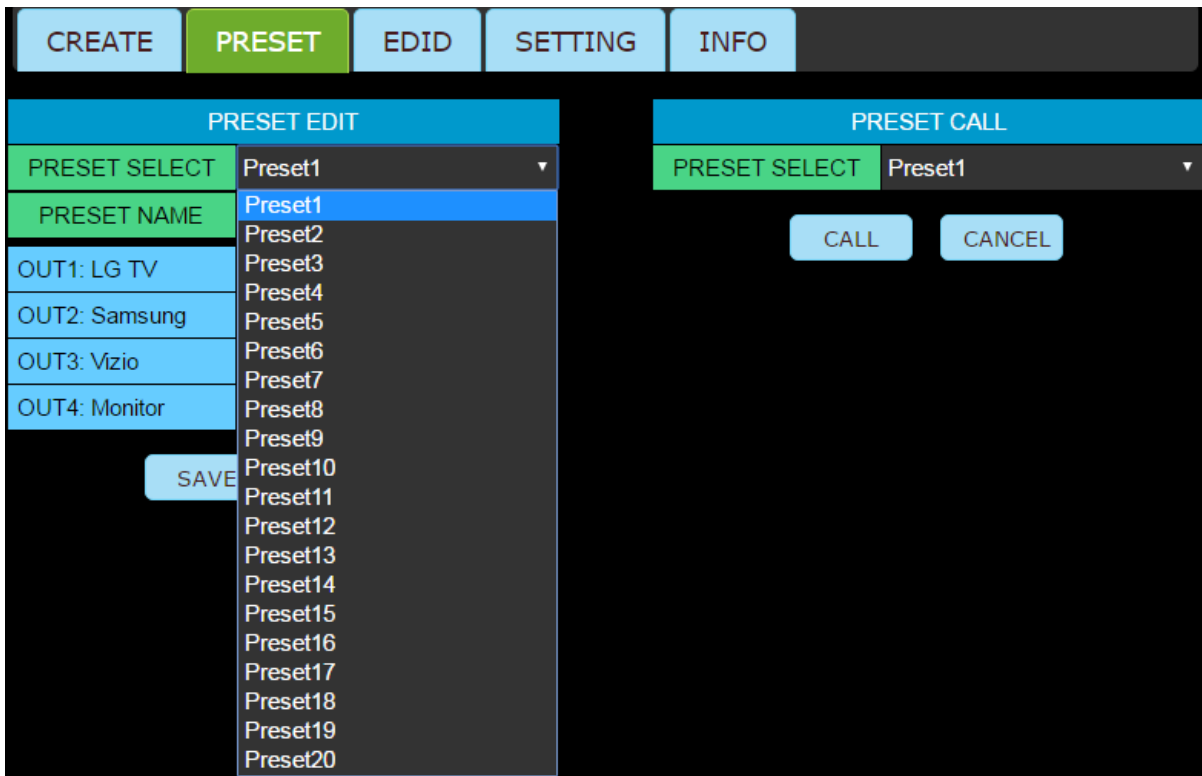 CREATE PRESET EDID SETTING INFO
PRESET EDIT
PRESET SELECT Preset1
PRESET NAME
Preset1
Preset2
Preset3
Preset4
Preset5
Preset6
Preset7
Preset8
Preset9
Preset10
Preset11
Preset12
Preset13
Preset14
Preset15
Preset16
Preset17
Preset18
Preset19
Preset20
OUT1: LG TV
OUT2: Samsung
OUT3: Vizio
OUT4: Monitor
SAVE
PRESET CALL
PRESET SELECT Preset1
CALL CANCEL